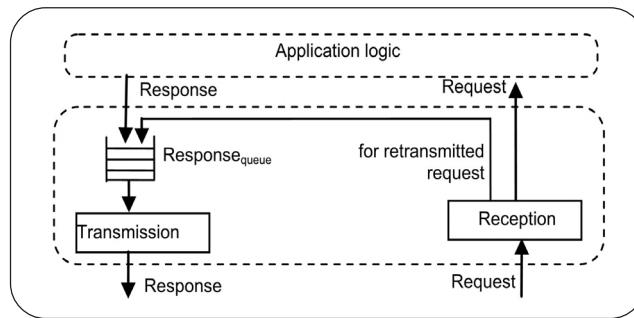 Application logic
Response
Request
Responsequeue
for retransmitted
request
Transmission
Reception
Response
Request